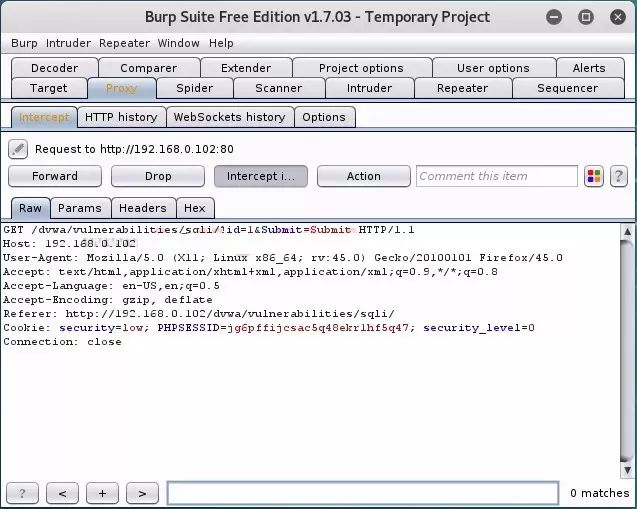 Burp Suite Free Edition v1.7.03 - Temporary Project
Burp Intruder Repeater Window Help
Decoder Comparer Extender Project options User options Alerts
Target Proxy Spider Scanner Intruder Repeater Sequencer
Intercept HTTP history WebSockets history Options
Request to http://192.168.0.102:80
Forward Drop Intercept i... Action Comment this item ?
Raw Params Headers Hex
GET /dvwa/vulnerabilities/sqli/?id=1&Submit=Submit HTTP/1.1
Host: 192.168.0.102
User-Agent: Mozilla/5.0 (X11; Linux x86_64; rv:45.0) Gecko/20100101 Firefox/45.0
Accept: text/html,application/xhtml+xml,application/xml;q=0.9,*/*;q=0.8
Accept-Language: en-US,en;q=0.5
Accept-Encoding: gzip, deflate
Referer: http://192.168.0.102/dvwa/vulnerabilities/sqli/
Cookie: security=low; PHPSESSID=jg6pffijcsac5q48ekr1hf5q47; security_level=0
Connection: close
? < + > 0 matches